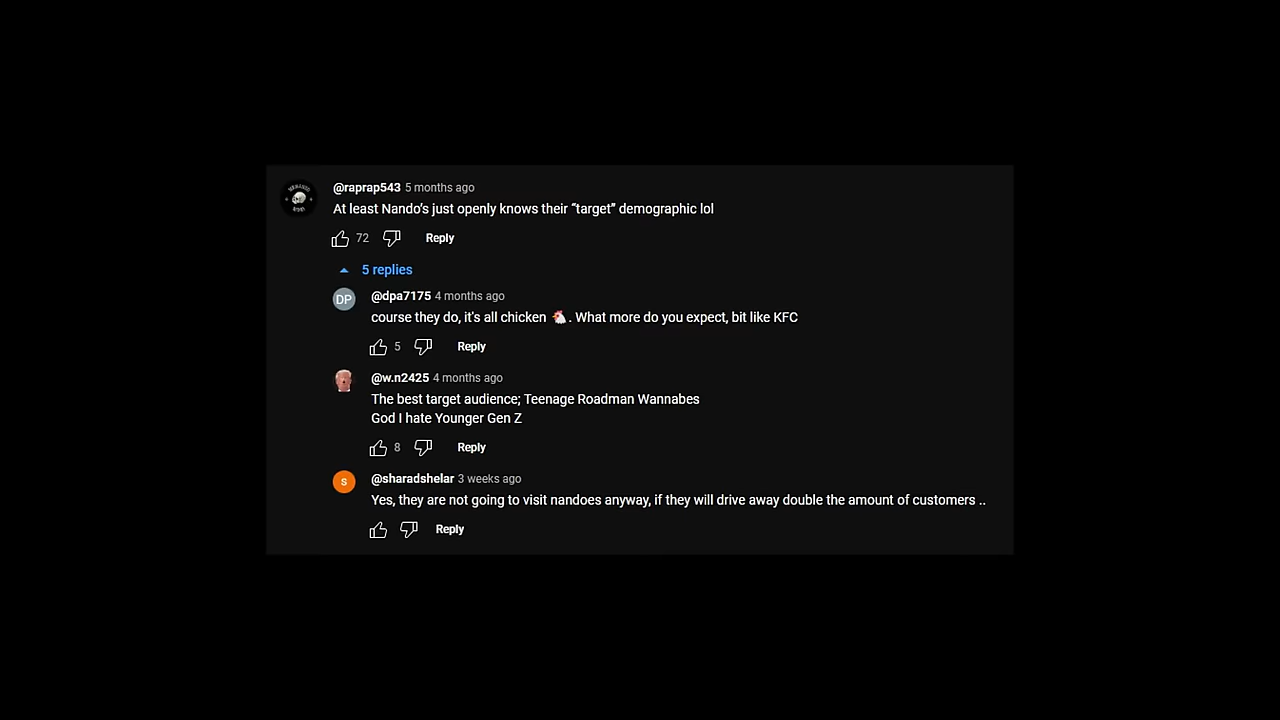 @raprap543 5 months ago
At least Nando’s just openly knows their “target” demographic lol
72 Reply
5 replies
DP
@dpa7175 4 months ago
course they do, it's all chicken 🐔. What more do you expect, bit like KFC
5 Reply
@w.n2425 4 months ago
The best target audience; Teenage Roadman Wannabes
God I hate Younger Gen Z
8 Reply
S
@sharadshelar 3 weeks ago
Yes, they are not going to visit nandoes anyway, if they will drive away double the amount of customers ..
Reply